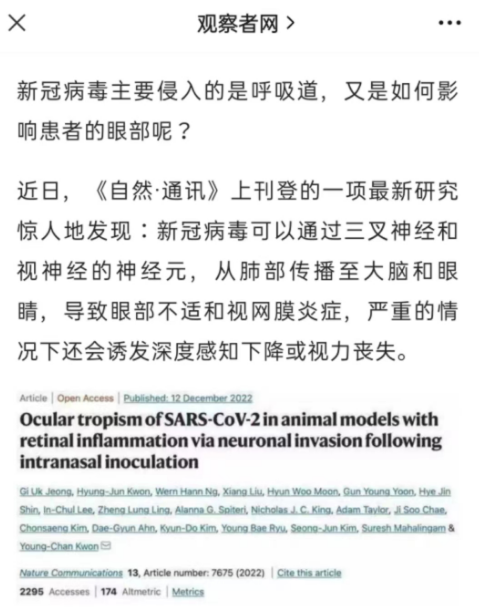 观察者网 >
新冠病毒主要侵入的是呼吸道，又是如何影
响患者的眼部呢？
近日，《自然·通讯》上刊登的一项最新研究
惊人地发现：新冠病毒可以通过三叉神经和
视神经的神经元，从肺部传播至大脑和眼
睛，导致眼部不适和视网膜炎症，严重的情
况下还会诱发深度感知下降或视力丧失。
Article | Open Access | Published: 12 December 2022
Ocular tropism of SARS-CoV-2 in animal models with
retinal inflammation via neuronal invasion following
intranasal inoculation
Gi Uk Jeong, Hyung-Jun Kwon, Wern Hann Ng, Xiang Liu, Hyun Woo Moon, Gun Young Yoon, Hye Jin
Shin, In-Chul Lee, Zheng Lung Ling, Alanna G. Spiteri, Nicholas J. C. King, Adam Taylor, Ji Soo Chae,
Chonsaeng Kim, Dae-Gyun Ahn, Kyun-Do Kim, Young Bae Ryu, Seong-Jun Kim, Suresh Mahalingam &
Young-Chan Kwon
Nature Communications 13, Article number: 7675 (2022) | Cite this article
2295 Accesses | 174 Altmetric | Metrics